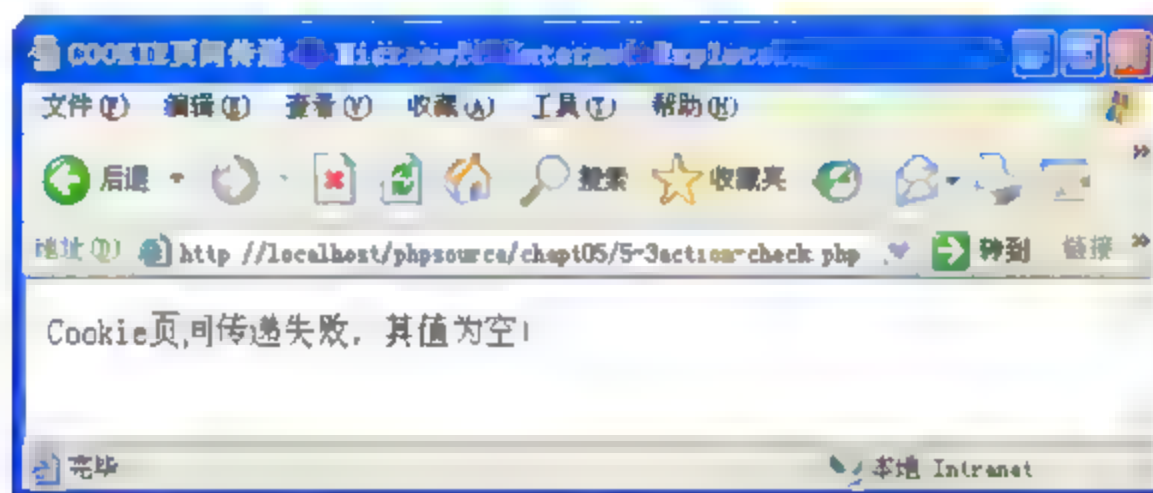 COOKIE页间传递 - Microsoft Internet Explorer
文件(F) 编辑(E) 查看(V) 收藏(A) 工具(T) 帮助(H)
后退 搜索 收藏夹 »
地址(D) http //localhost/phpsource/chapt05/5-3action-check php 转到 链接 »
Cookie页间传递失败，其值为空!
完毕 本地 Intranet